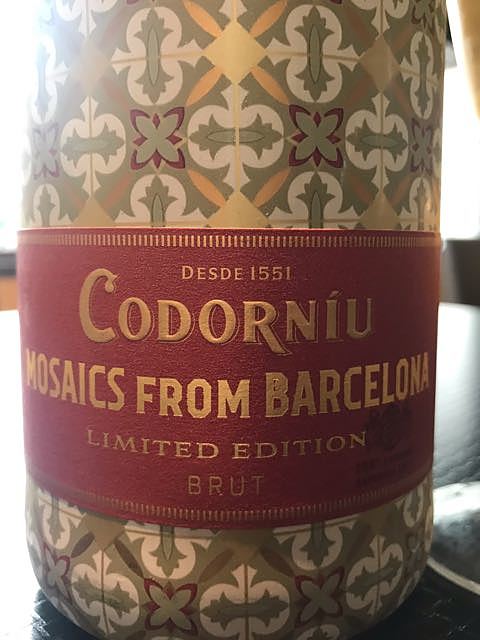 DESDE 1551
CODORNÍU
MOSAICS FROM BARCELONA
LIMITED EDITION
BRUT